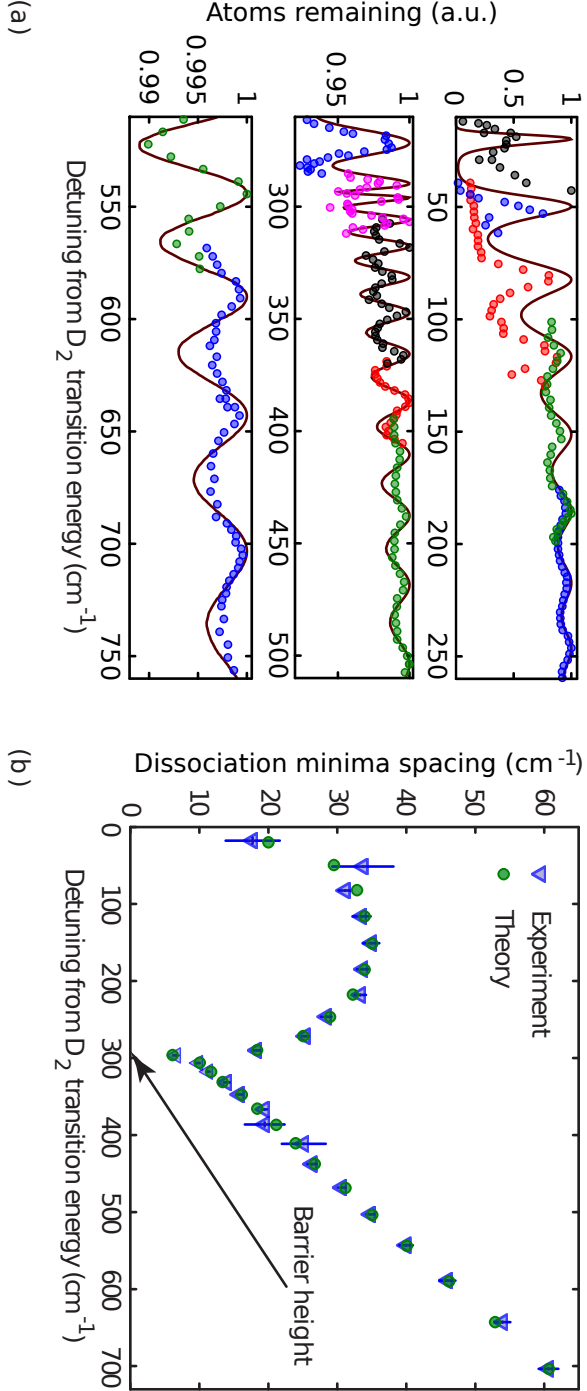 (a)
Atoms remaining (a.u.)
0 0.5 1
50 100 150 200 250
0.95 1
300 350 400 450 500
0.99 0.995 1
550 600 650 700 750
Detuning from D2 transition energy (cm-1)
(b)
Dissociation minima spacing (cm-1)
0 10 20 30 40 50 60
Experiment
Theory
Barrier height
0 100 200 300 400 500 600 700
Detuning from D2 transition energy (cm-1)